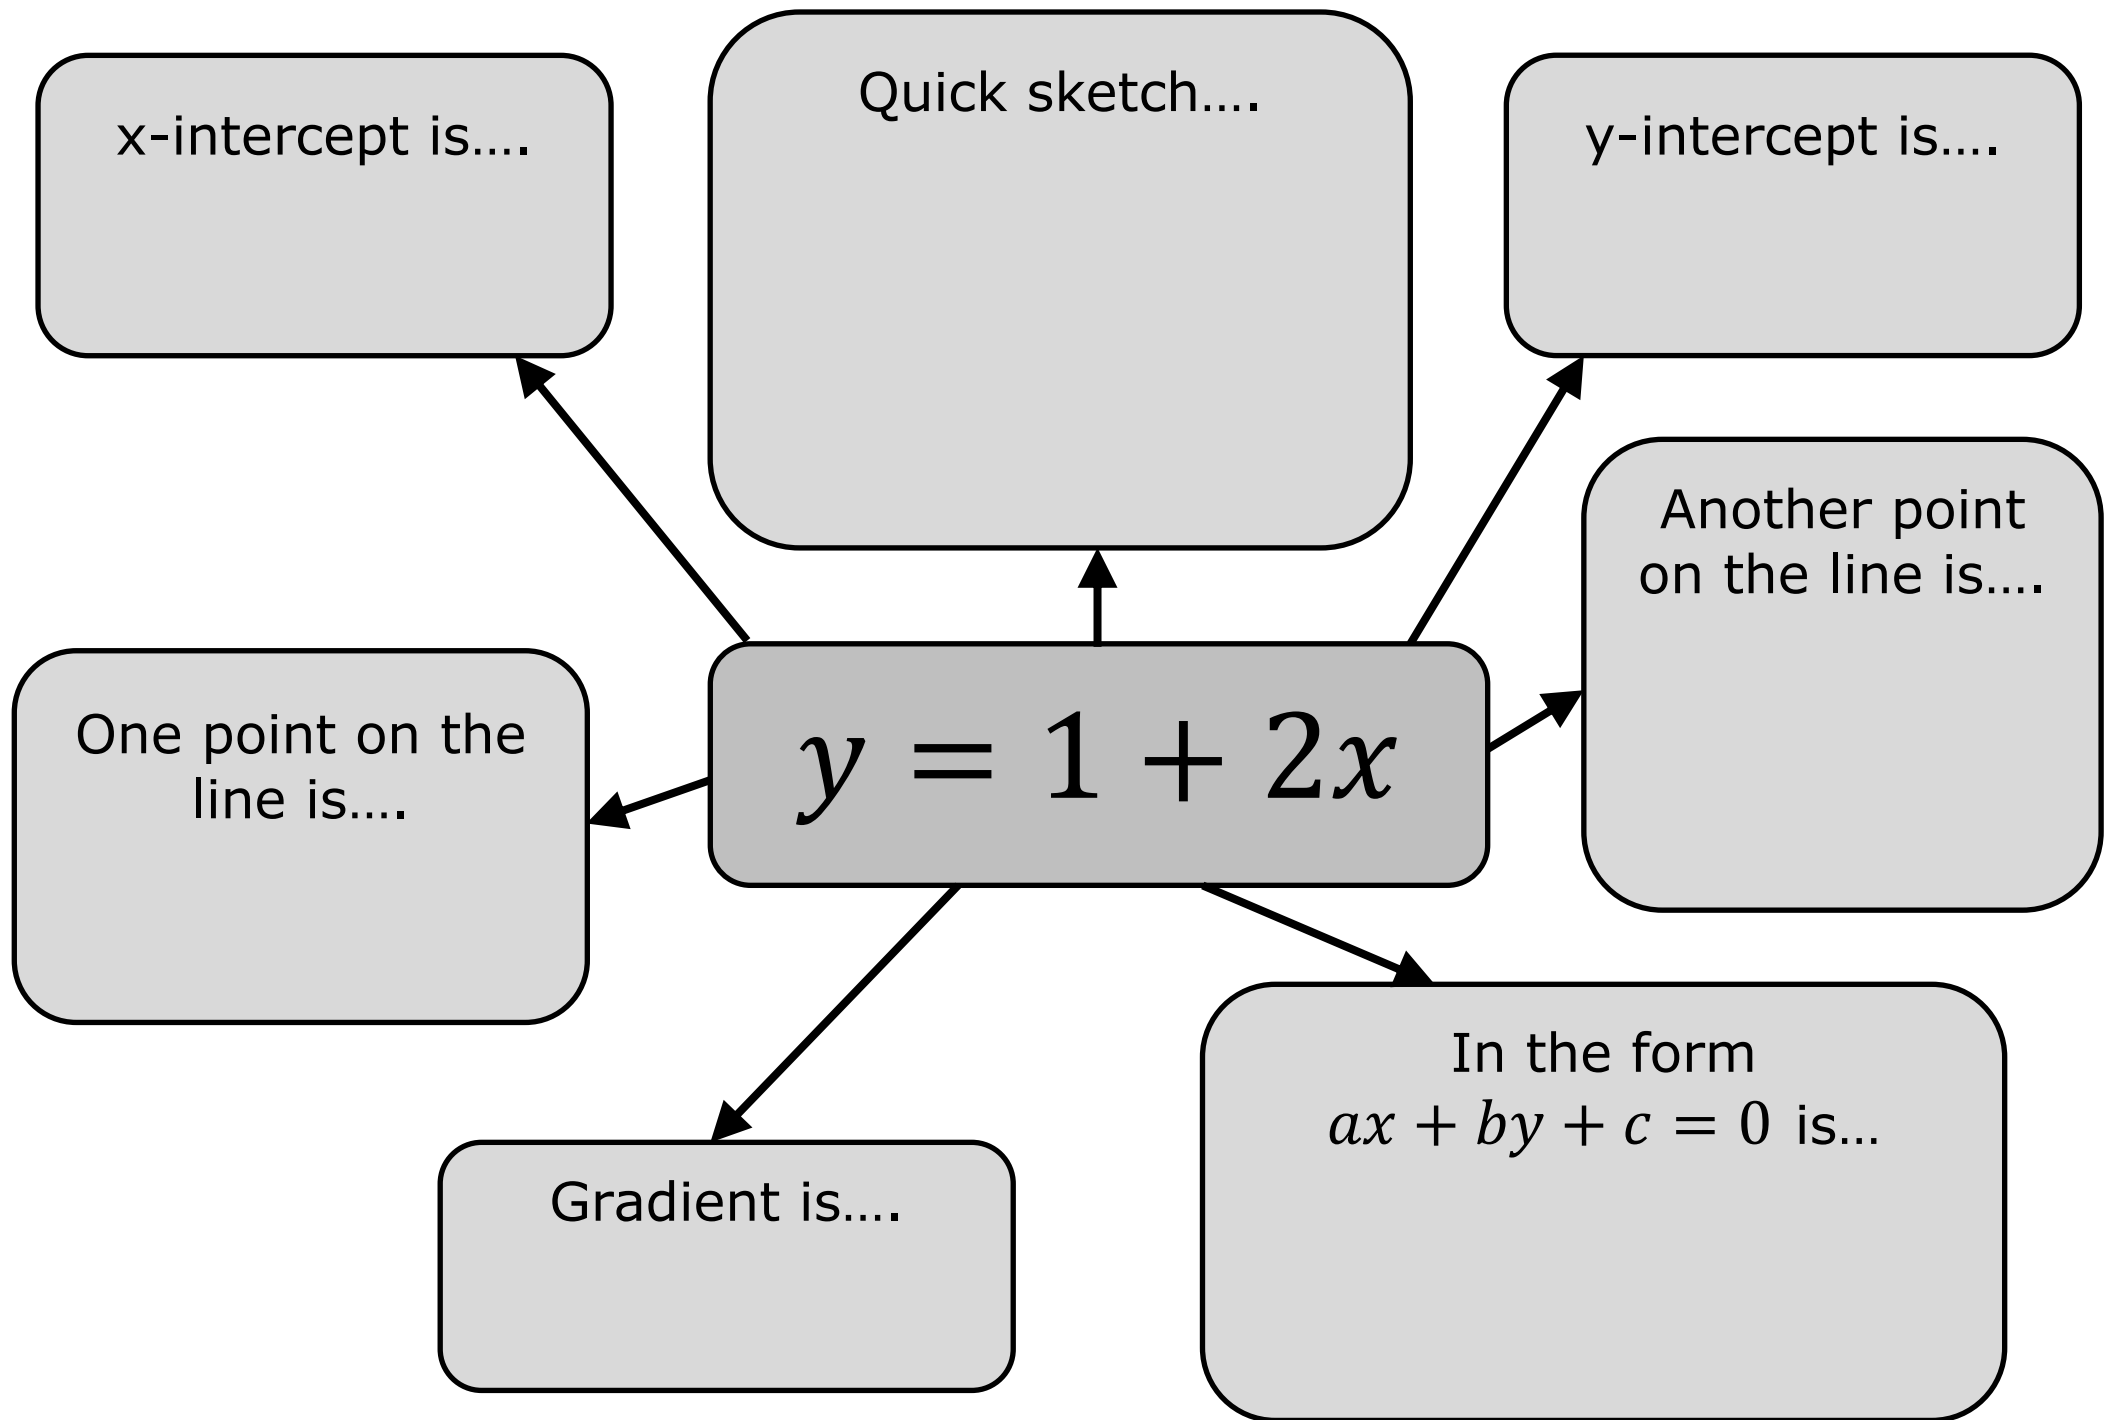 Quick sketch….
x-intercept is….
y-intercept is….
Another point
on the line is….
One point on the
line is….
y = 1 + 2x
In the form
ax + by + c = 0 is…
Gradient is….